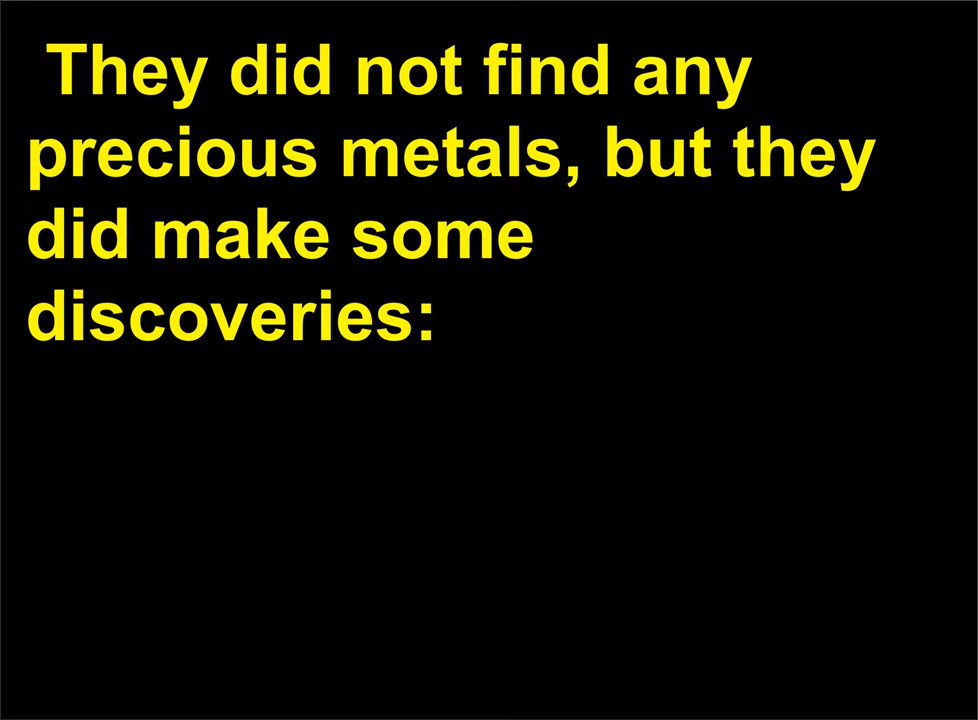 They did not find any
precious metals, but they
did make some
discoveries: